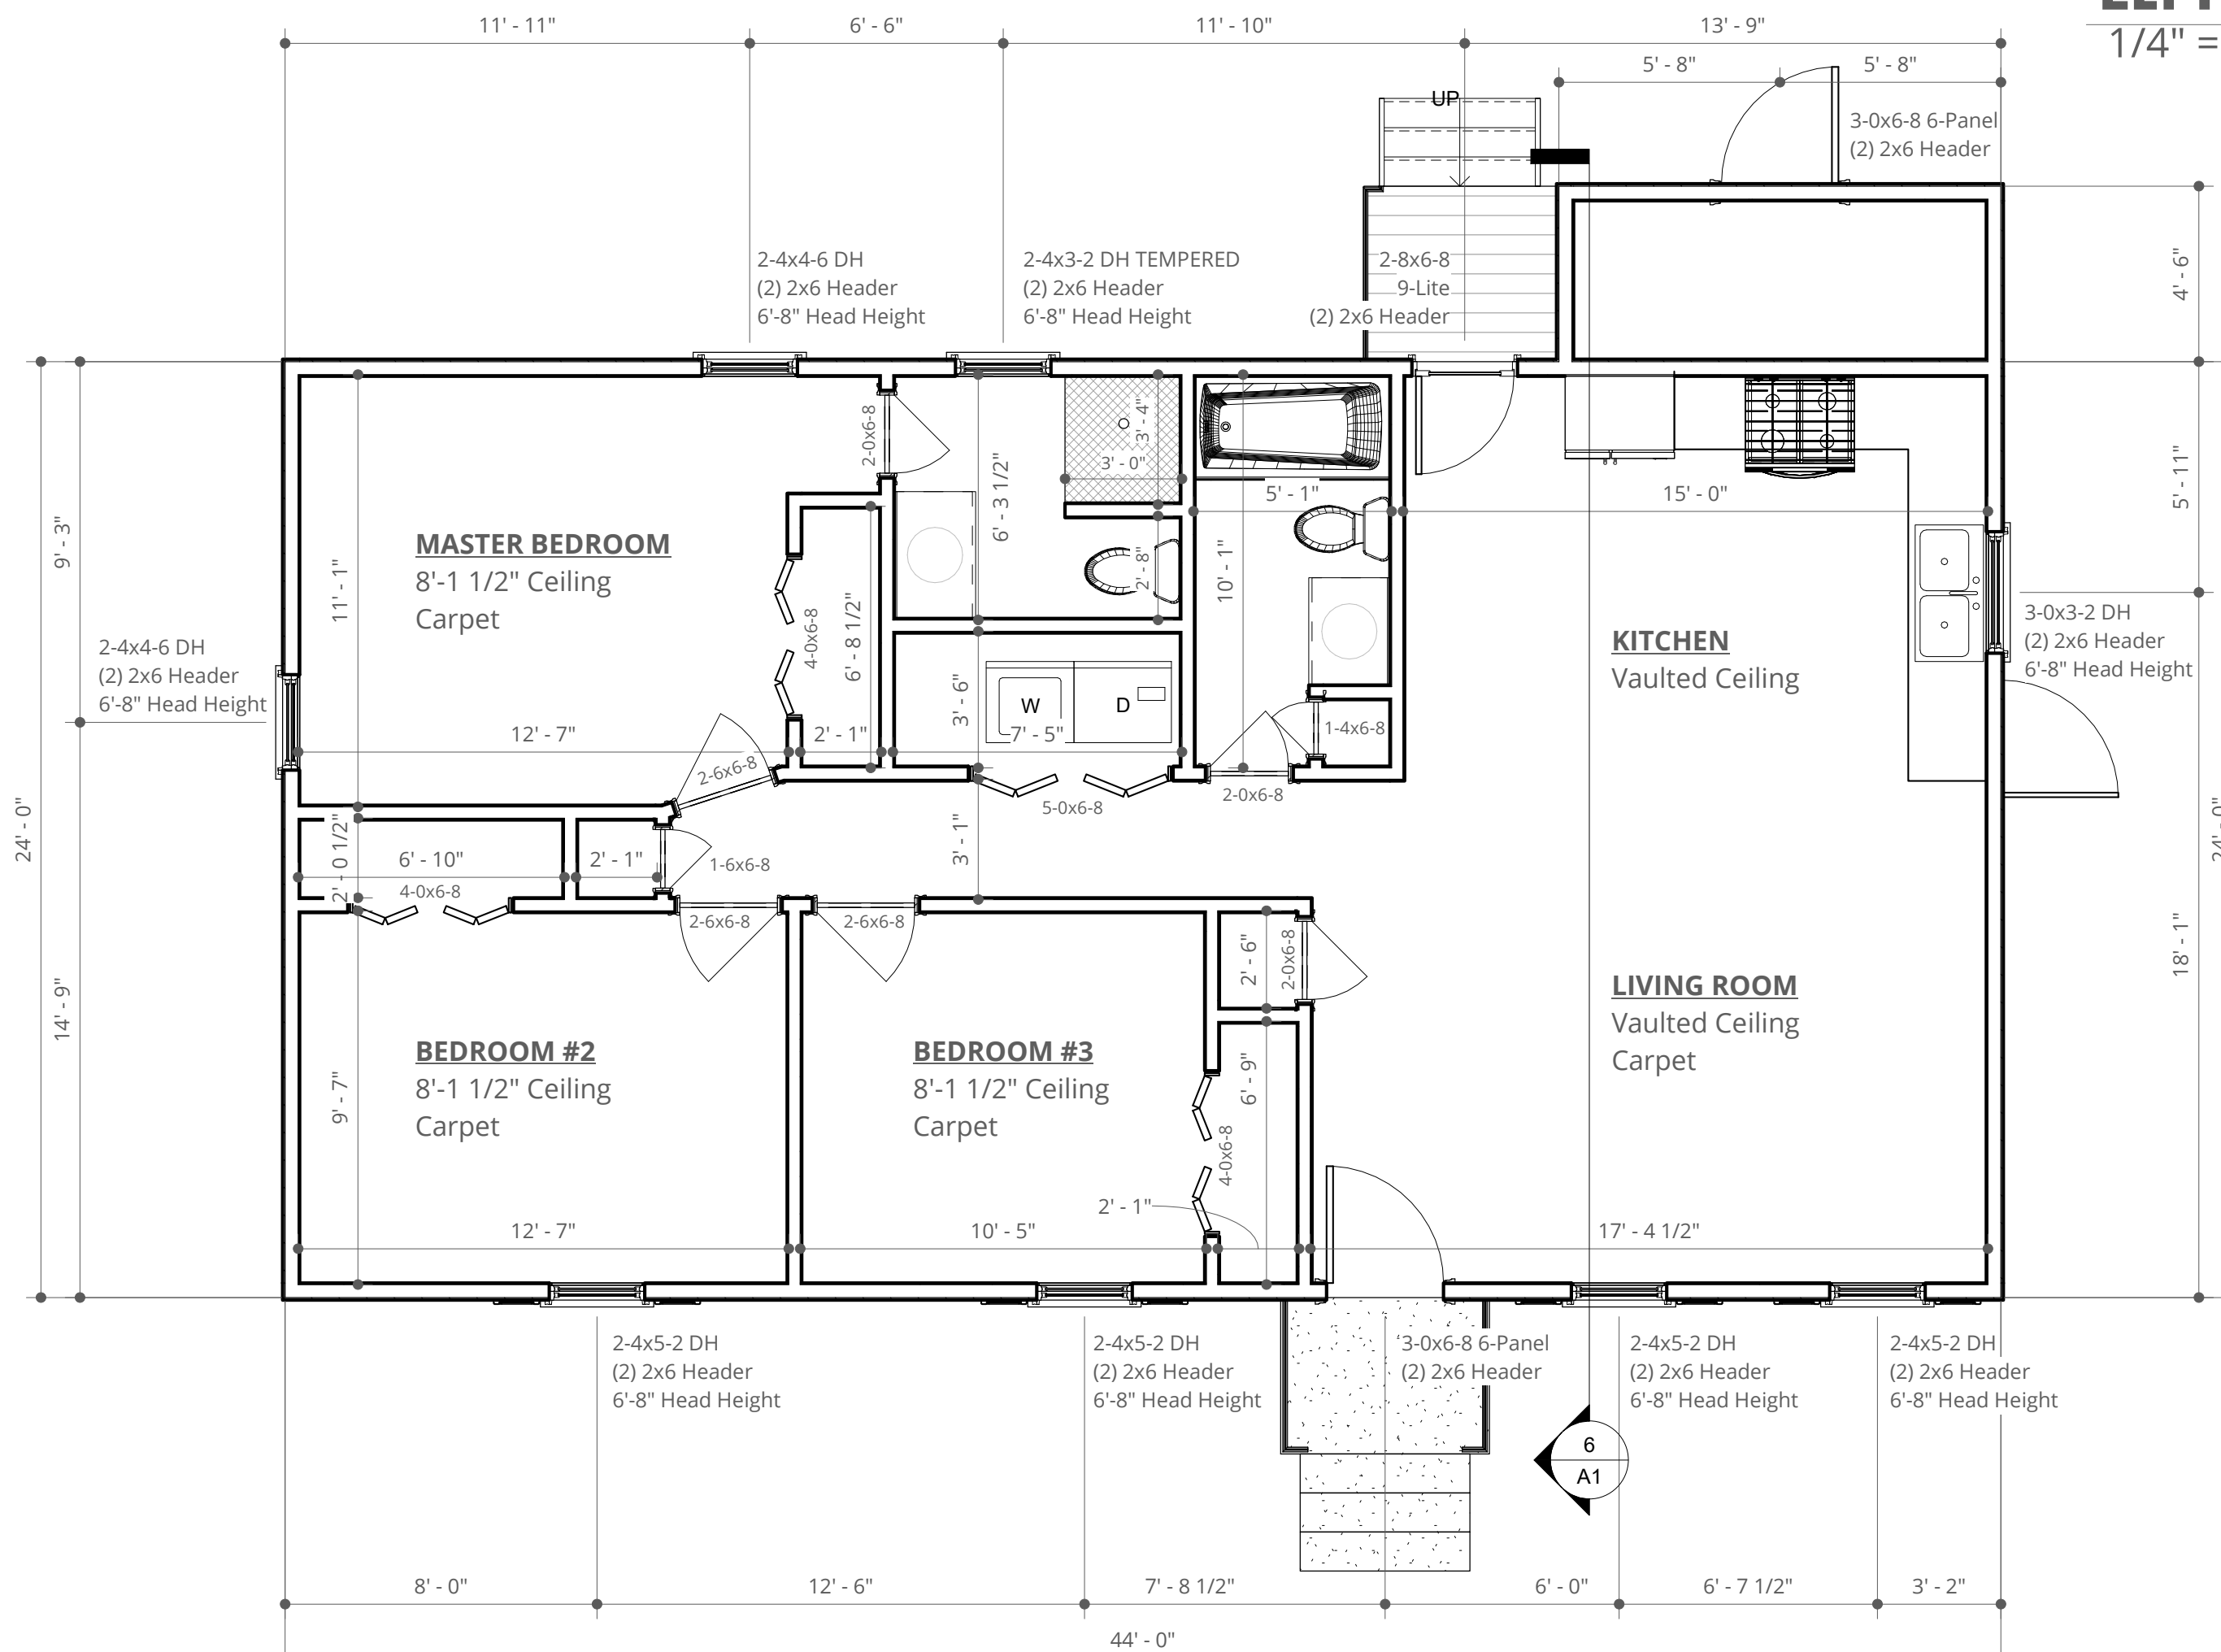 11' - 11"
6' - 6"
11' - 10"
13' - 9"
1/4" =
5' - 8"
5' - 8"
UP
3-0x6-8 6-Panel
(2) 2x6 Header
2-4x4-6 DH
(2) 2x6 Header
6'-8" Head Height
2-4x3-2 DH TEMPERED
(2) 2x6 Header
6'-8" Head Height
2-8x6-8
9-Lite
(2) 2x6 Header
4' - 6"
2-0x6-8
3' - 4"
3' - 0"
6' - 3 1/2"
5' - 1"
15' - 0"
5' - 11"
9' - 3"
11' - 1"
MASTER BEDROOM
8'-1 1/2" Ceiling
Carpet
4-0x6-8
6' - 8 1/2"
2' - 8"
10' - 1"
KITCHEN
Vaulted Ceiling
3-0x3-2 DH
(2) 2x6 Header
6'-8" Head Height
2-4x4-6 DH
(2) 2x6 Header
6'-8" Head Height
12' - 7"
2' - 1"
3' - 6"
W
D
7' - 5"
1-4x6-8
2-6x6-8
5-0x6-8
2-0x6-8
24' - 0"
2' - 0 1/2"
6' - 10"
4-0x6-8
2' - 1"
1-6x6-8
3' - 1"
24' - 0"
2-6x6-8
2-6x6-8
2' - 6"
2-0x6-8
18' - 1"
14' - 9"
9' - 7"
BEDROOM #2
8'-1 1/2" Ceiling
Carpet
BEDROOM #3
8'-1 1/2" Ceiling
Carpet
6' - 9"
4-0x6-8
2' - 1"
LIVING ROOM
Vaulted Ceiling
Carpet
12' - 7"
10' - 5"
17' - 4 1/2"
2-4x5-2 DH
(2) 2x6 Header
6'-8" Head Height
2-4x5-2 DH
(2) 2x6 Header
6'-8" Head Height
3-0x6-8 6-Panel
(2) 2x6 Header
2-4x5-2 DH
(2) 2x6 Header
6'-8" Head Height
2-4x5-2 DH
(2) 2x6 Header
6'-8" Head Height
6
A1
8' - 0"
12' - 6"
7' - 8 1/2"
6' - 0"
6' - 7 1/2"
3' - 2"
44' - 0"